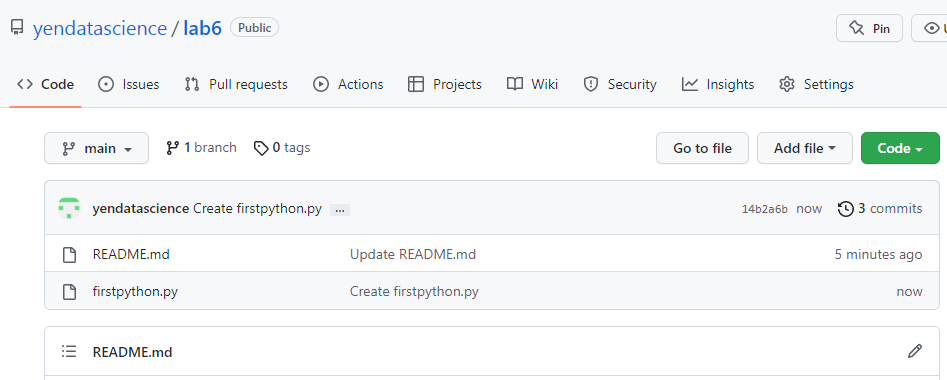 yendatascience / lab6 Public Pin
Code Issues Pull requests Actions Projects Wiki Security Insights Settings
main 1 branch 0 tags Go to file Add file Code
yendatascience Create firstpython.py ... 14b2a6b now 3 commits
README.md Update README.md 5 minutes ago
firstpython.py Create firstpython.py now
README.md